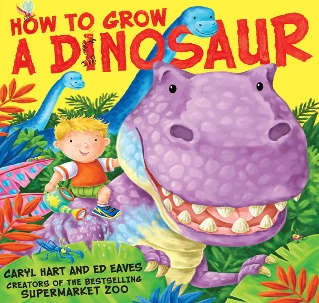 HOW TO GROW
A DINOSAUR
CARYL HART AND ED EAVES
CREATORS OF THE BESTSELLING
SUPERMARKET ZOO